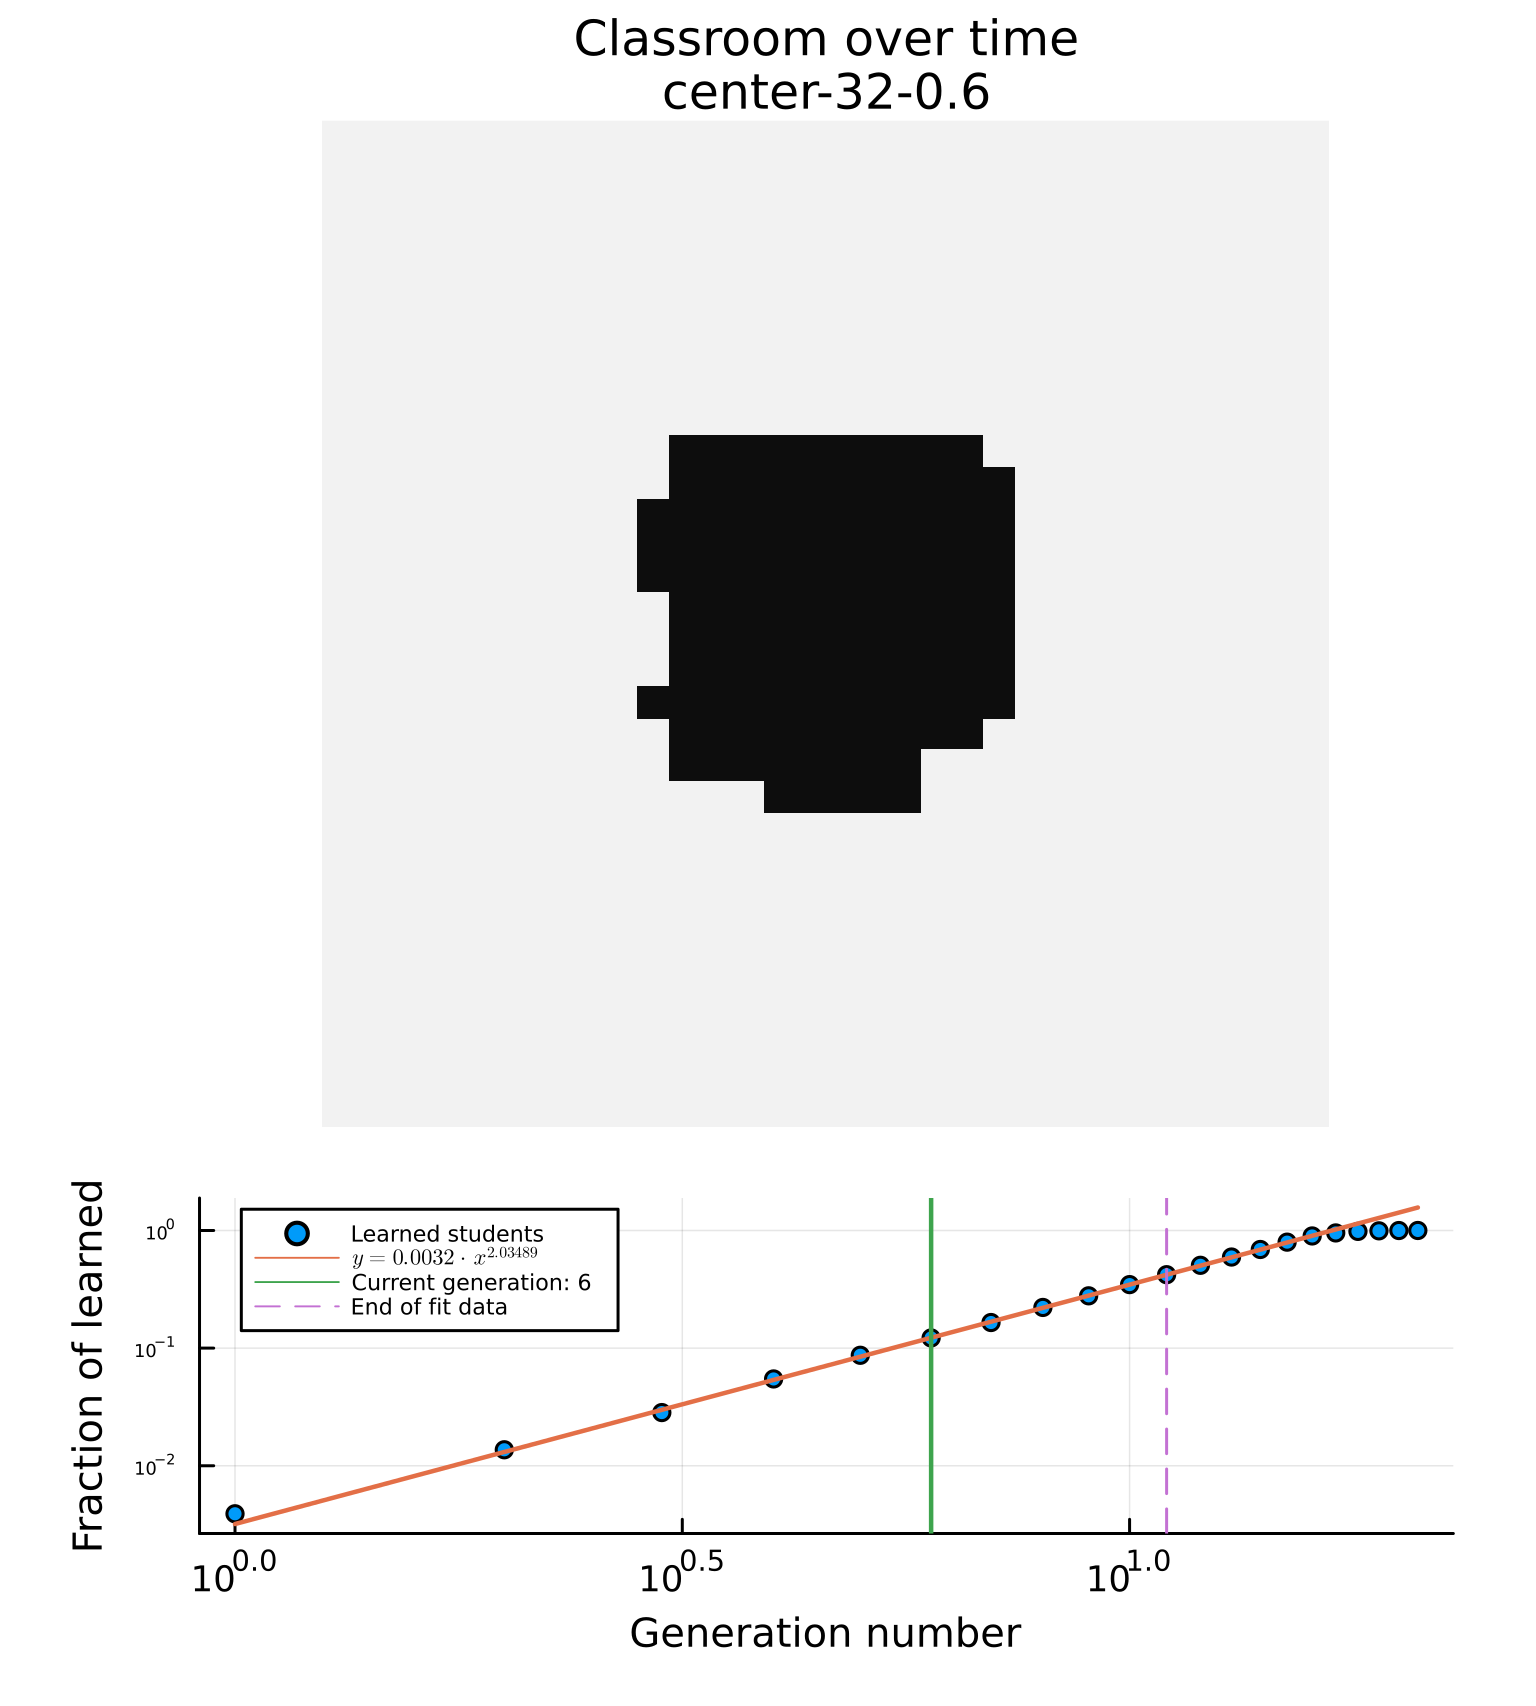 Classroom over time
center-32-0.6
Fraction of learned
10^0
10^-1
10^-2
Learned students
y = 0.0032 · x^2.03489
Current generation: 6
End of fit data
10^0.0
10^0.5
10^1.0
Generation number